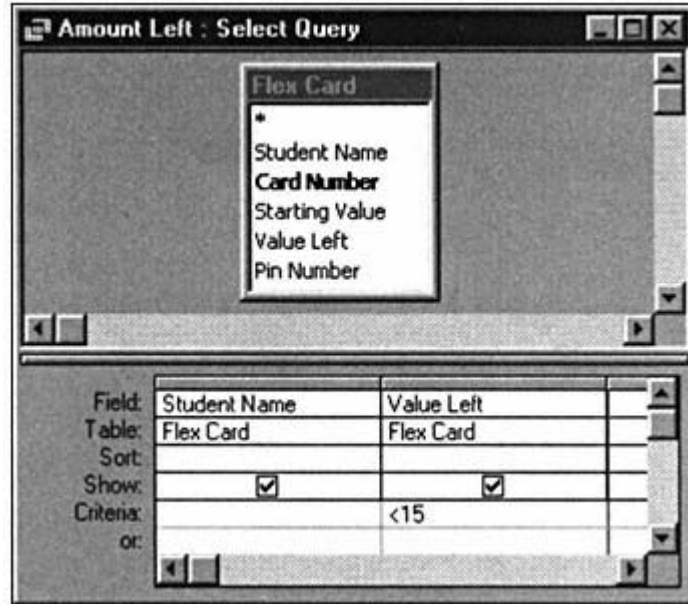 Amount Left : Select Query
Flex Card
*
Student Name
Card Number
Starting Value
Value Left
Pin Number
Field: Student Name Value Left
Table: Flex Card Flex Card
Sort:
Show:
Criteria: <15
or: